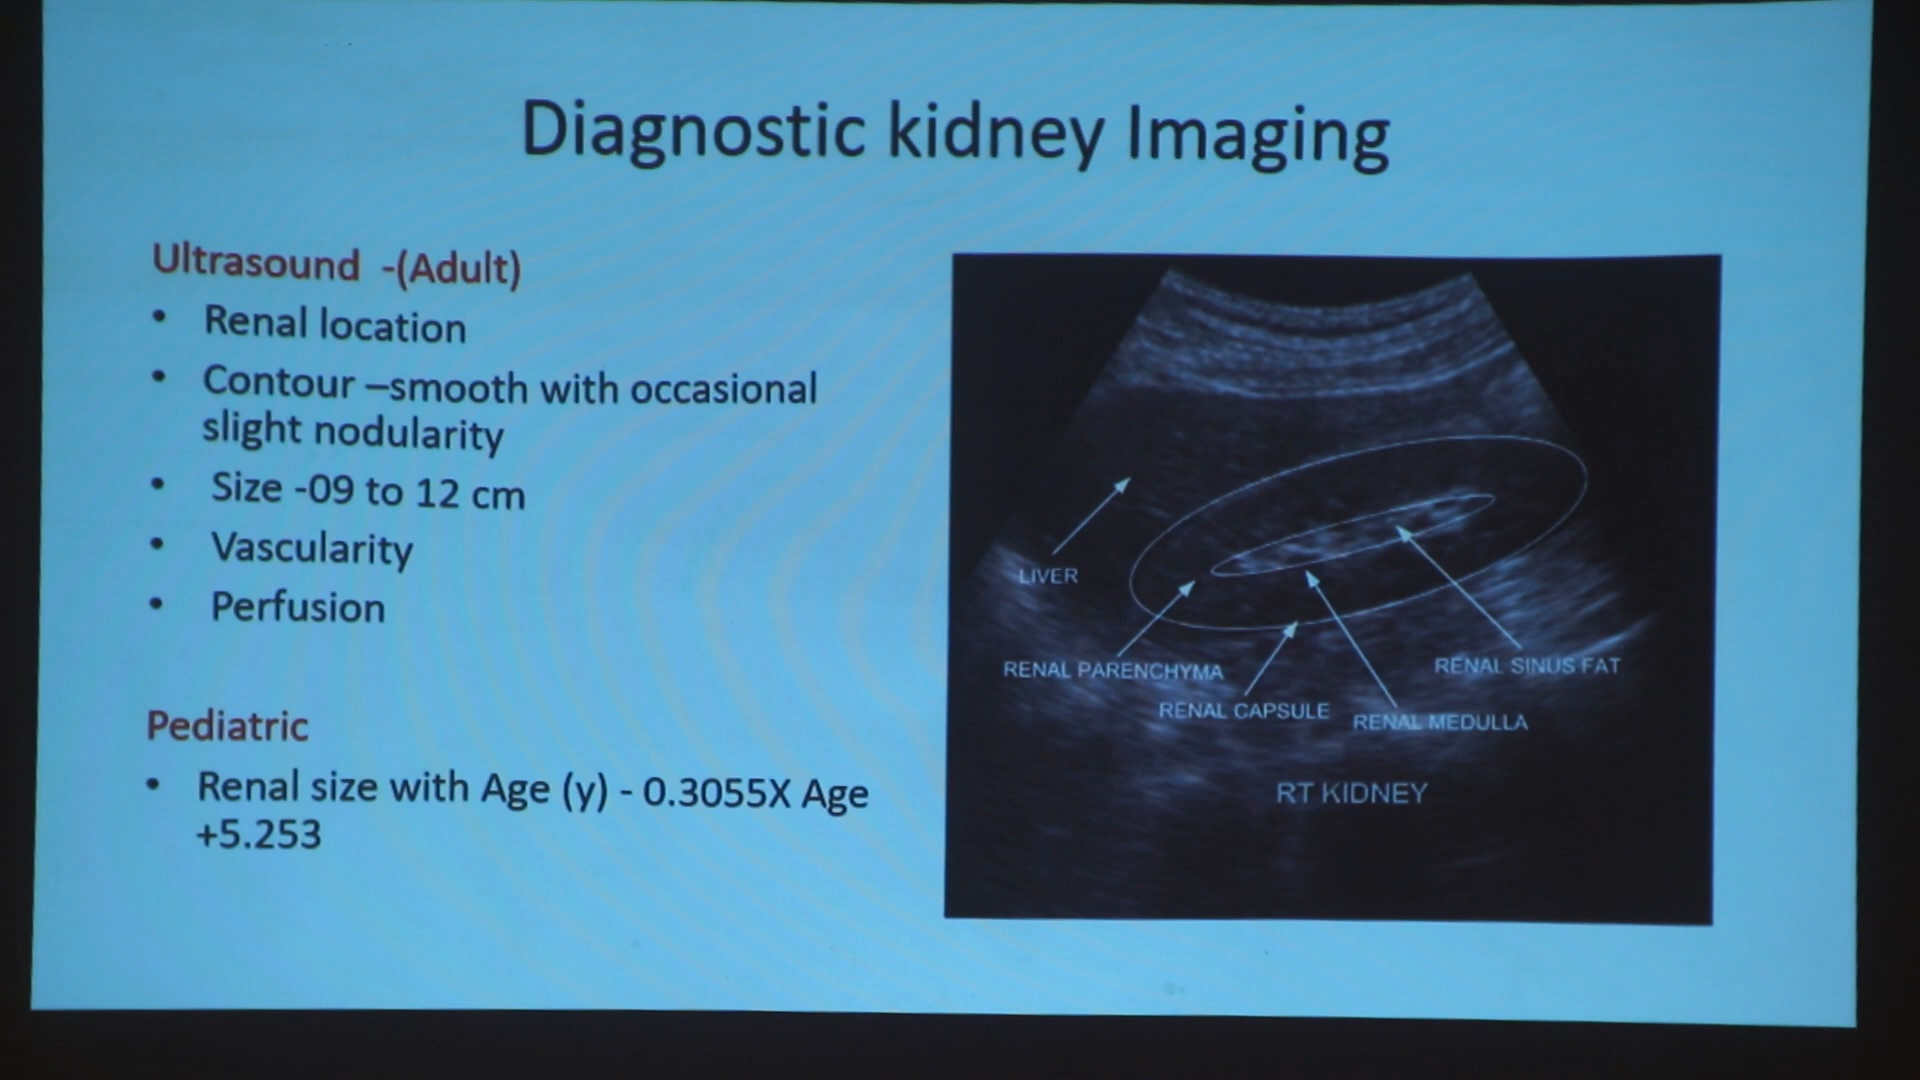 Diagnostic kidney Imaging
Ultrasound -(Adult)
• Renal location
• Contour –smooth with occasional
slight nodularity
• Size -09 to 12 cm
• Vascularity
• Perfusion
Pediatric
• Renal size with Age (y) - 0.3055X Age
+5.253
LIVER
RENAL PARENCHYMA
RENAL SINUS FAT
RENAL CAPSULE
RENAL MEDULLA
RT KIDNEY